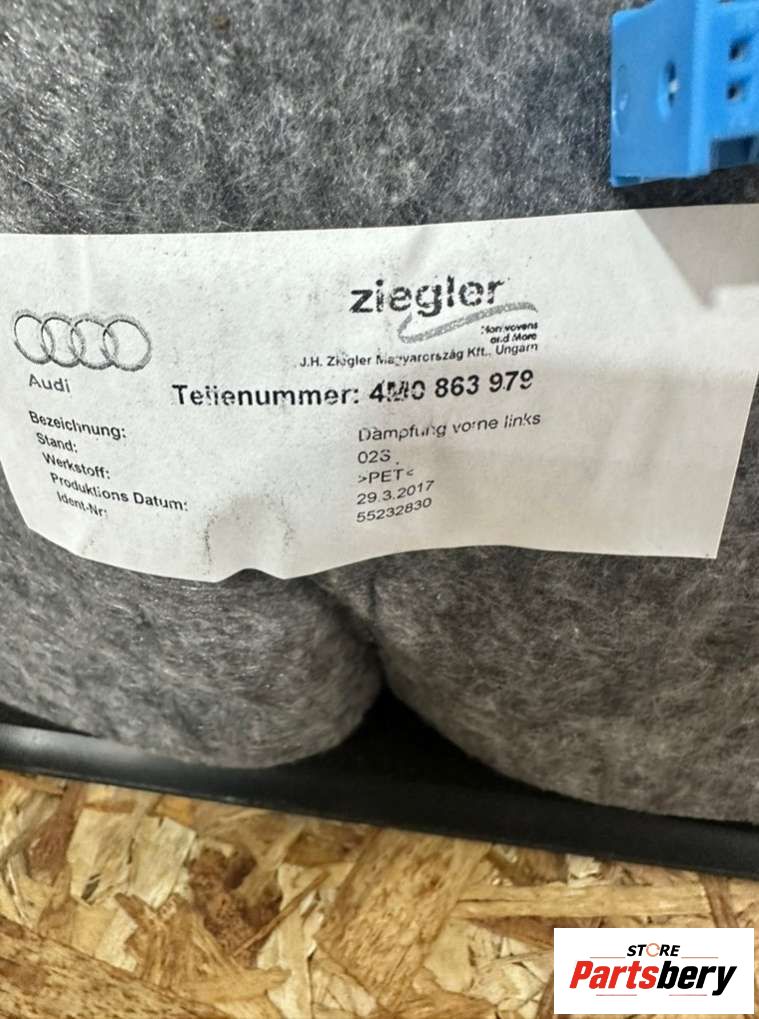 ziegler
Nonwovens
and More
J.H. Ziegler Magyarország Kft., Ungarn
Audi
Teilenummer: 4M0 863 979
Bezeichnung: Dämpfung vorne links
Stand: 02S
Werkstoff: >PET<
Produktions Datum: 29.3.2017
Ident-Nr: 55232830
STORE
Partsbery